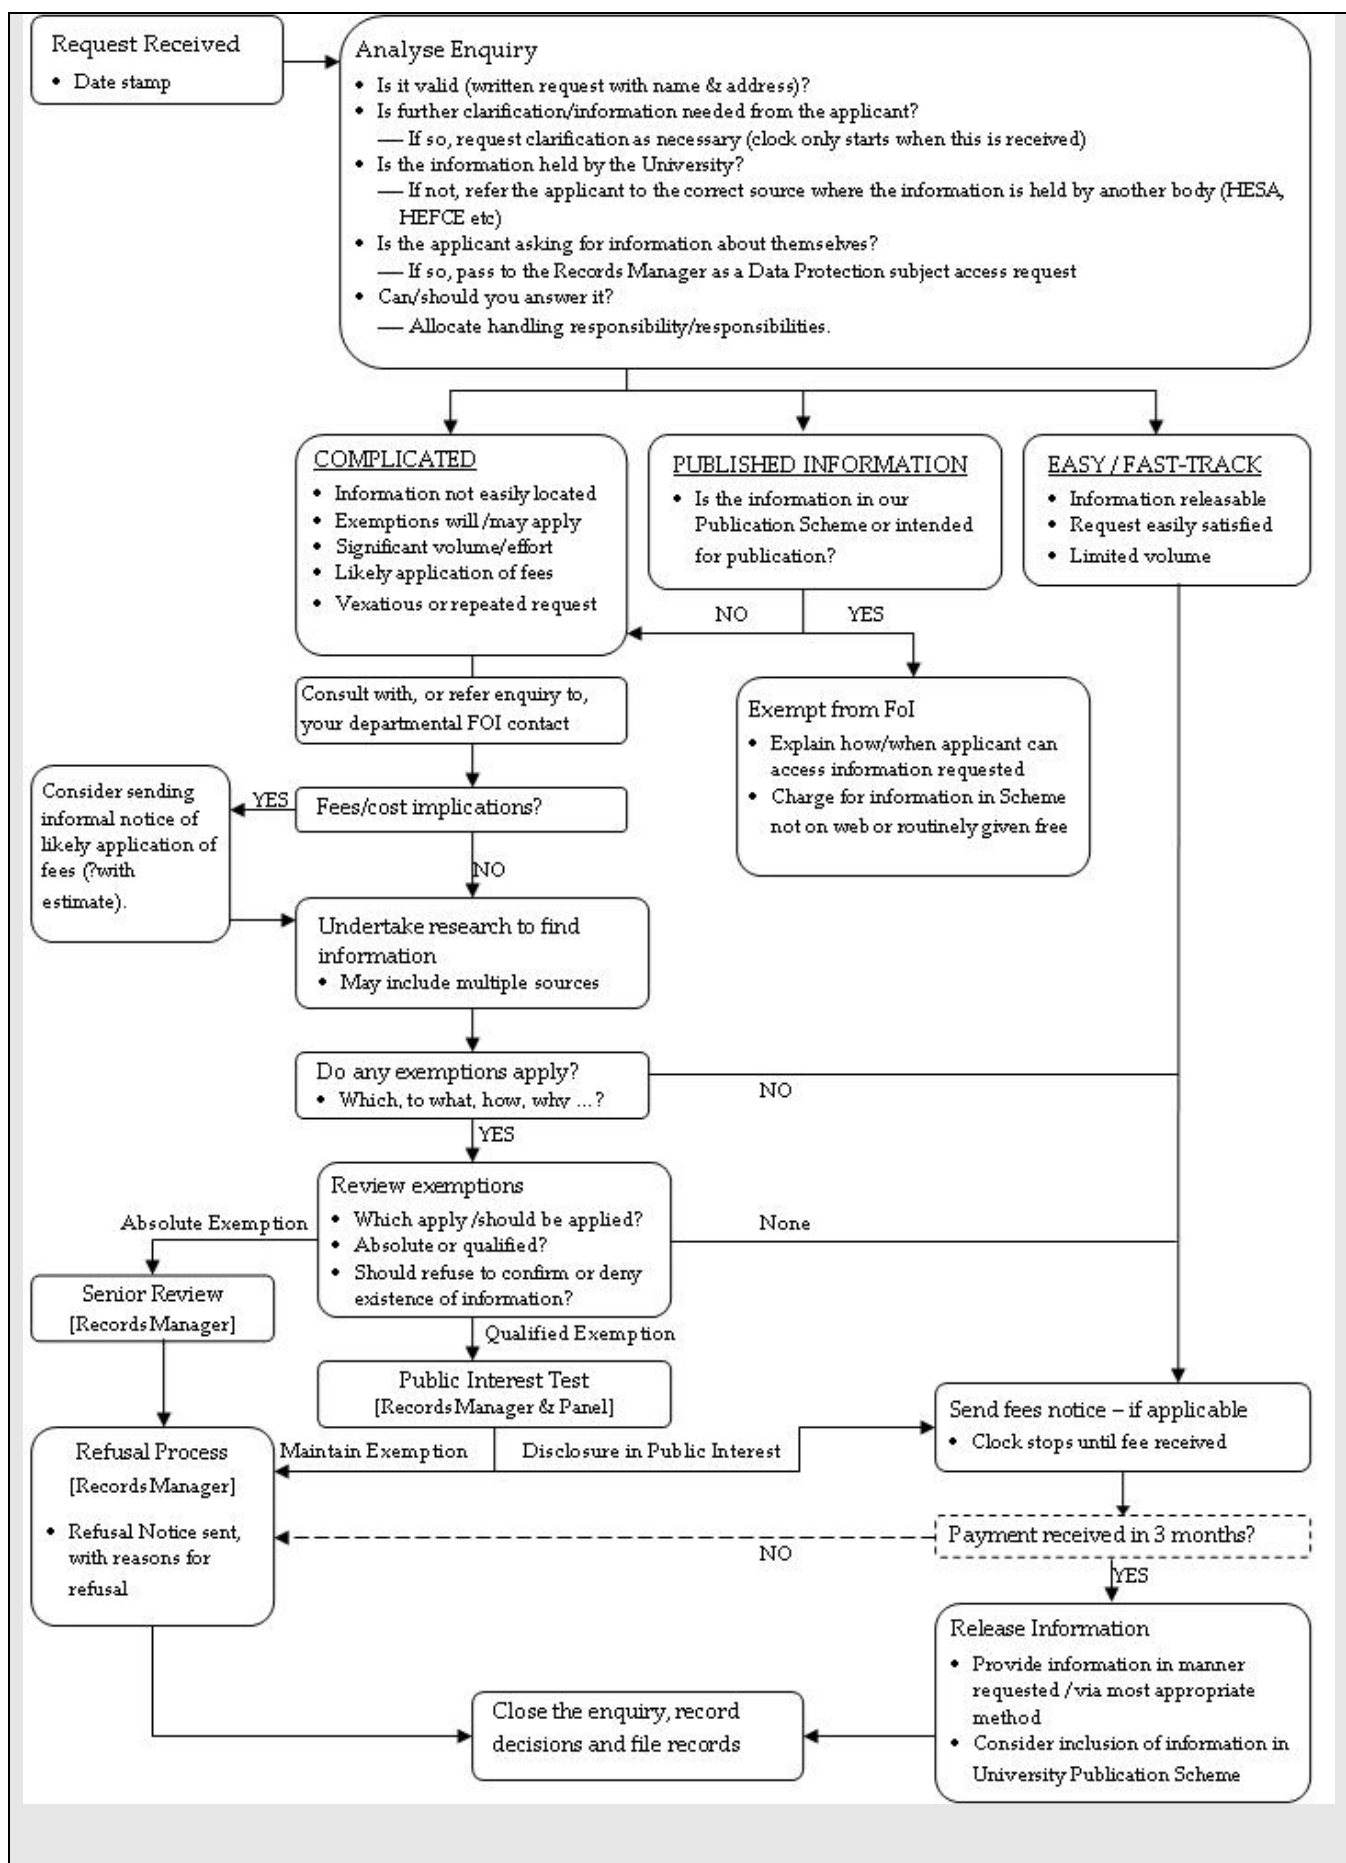 Request Received
• Date stamp
Analyse Enquiry
• Is it valid (written request with name & address)?
• Is further clarification/information needed from the applicant?
— If so, request clarification as necessary (clock only starts when this is received)
• Is the information held by the University?
— If not, refer the applicant to the correct source where the information is held by another body (HESA,
HEFCE etc)
• Is the applicant asking for information about themselves?
— If so, pass to the Records Manager as a Data Protection subject access request
• Can/should you answer it?
— Allocate handling responsibility/responsibilities.
COMPLICATED
• Information not easily located
• Exemptions will /may apply
• Significant volume/effort
• Likely application of fees
• Vexatious or repeated request
PUBLISHED INFORMATION
• Is the information in our
Publication Scheme or intended
for publication?
EASY / FAST-TRACK
• Information releasable
• Request easily satisfied
• Limited volume
NO
YES
Consult with, or refer enquiry to,
your departmental FOI contact
Exempt from FoI
• Explain how/when applicant can
access information requested
• Charge for information in Scheme
not on web or routinely given free
Fees/cost implications?
YES
Consider sending
informal notice of
likely application of
fees (?with
estimate).
NO
Undertake research to find
information
• May include multiple sources
Do any exemptions apply?
• Which, to what, how, why ...?
NO
YES
Review exemptions
• Which apply /should be applied?
• Absolute or qualified?
• Should refuse to confirm or deny
existence of information?
Absolute Exemption
None
Senior Review
[Records Manager]
Qualified Exemption
Public Interest Test
[Records Manager & Panel]
Send fees notice – if applicable
• Clock stops until fee received
Maintain Exemption
Disclosure in Public Interest
Refusal Process
[Records Manager]
• Refusal Notice sent,
with reasons for
refusal
Payment received in 3 months?
NO
YES
Release Information
• Provide information in manner
requested /via most appropriate
method
• Consider inclusion of information in
University Publication Scheme
Close the enquiry, record
decisions and file records